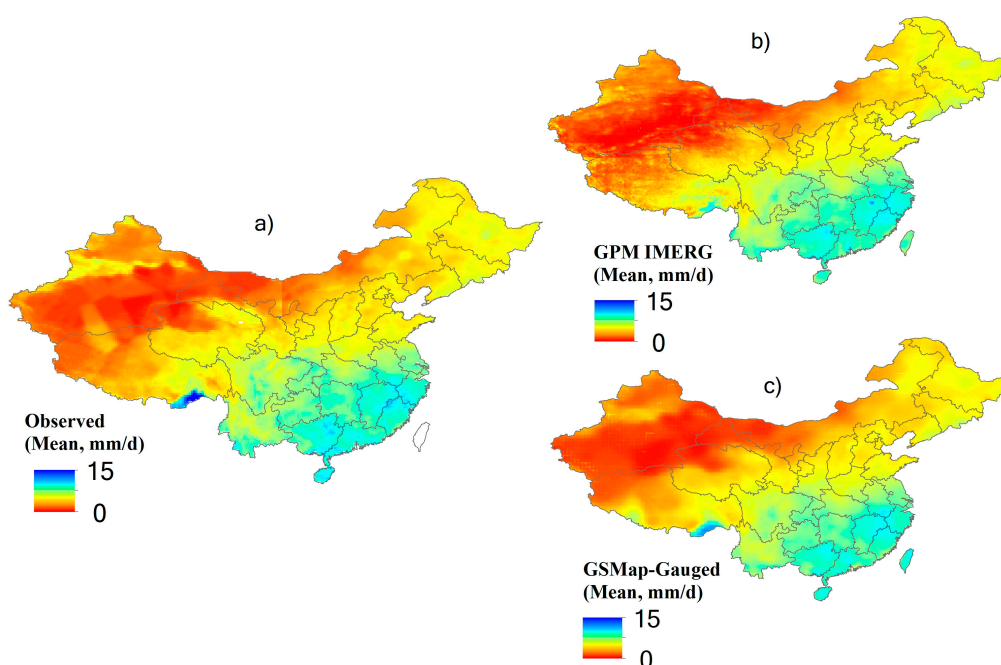 a)
Observed
(Mean, mm/d)
15
0
b)
GPM IMERG
(Mean, mm/d)
15
0
c)
GSMap-Gauged
(Mean, mm/d)
15
0